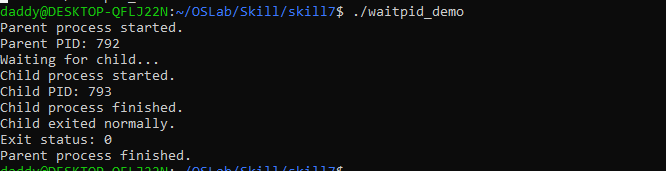 daddy@DESKTOP-QFLJ22N:~/OSLab/Skill/skill7$ ./waitpid_demo
Parent process started.
Parent PID: 792
Waiting for child...
Child process started.
Child PID: 793
Child process finished.
Child exited normally.
Exit status: 0
Parent process finished.
daddy@DESKTOP-QFLJ22N:~/OSLab/Skill/skill7$